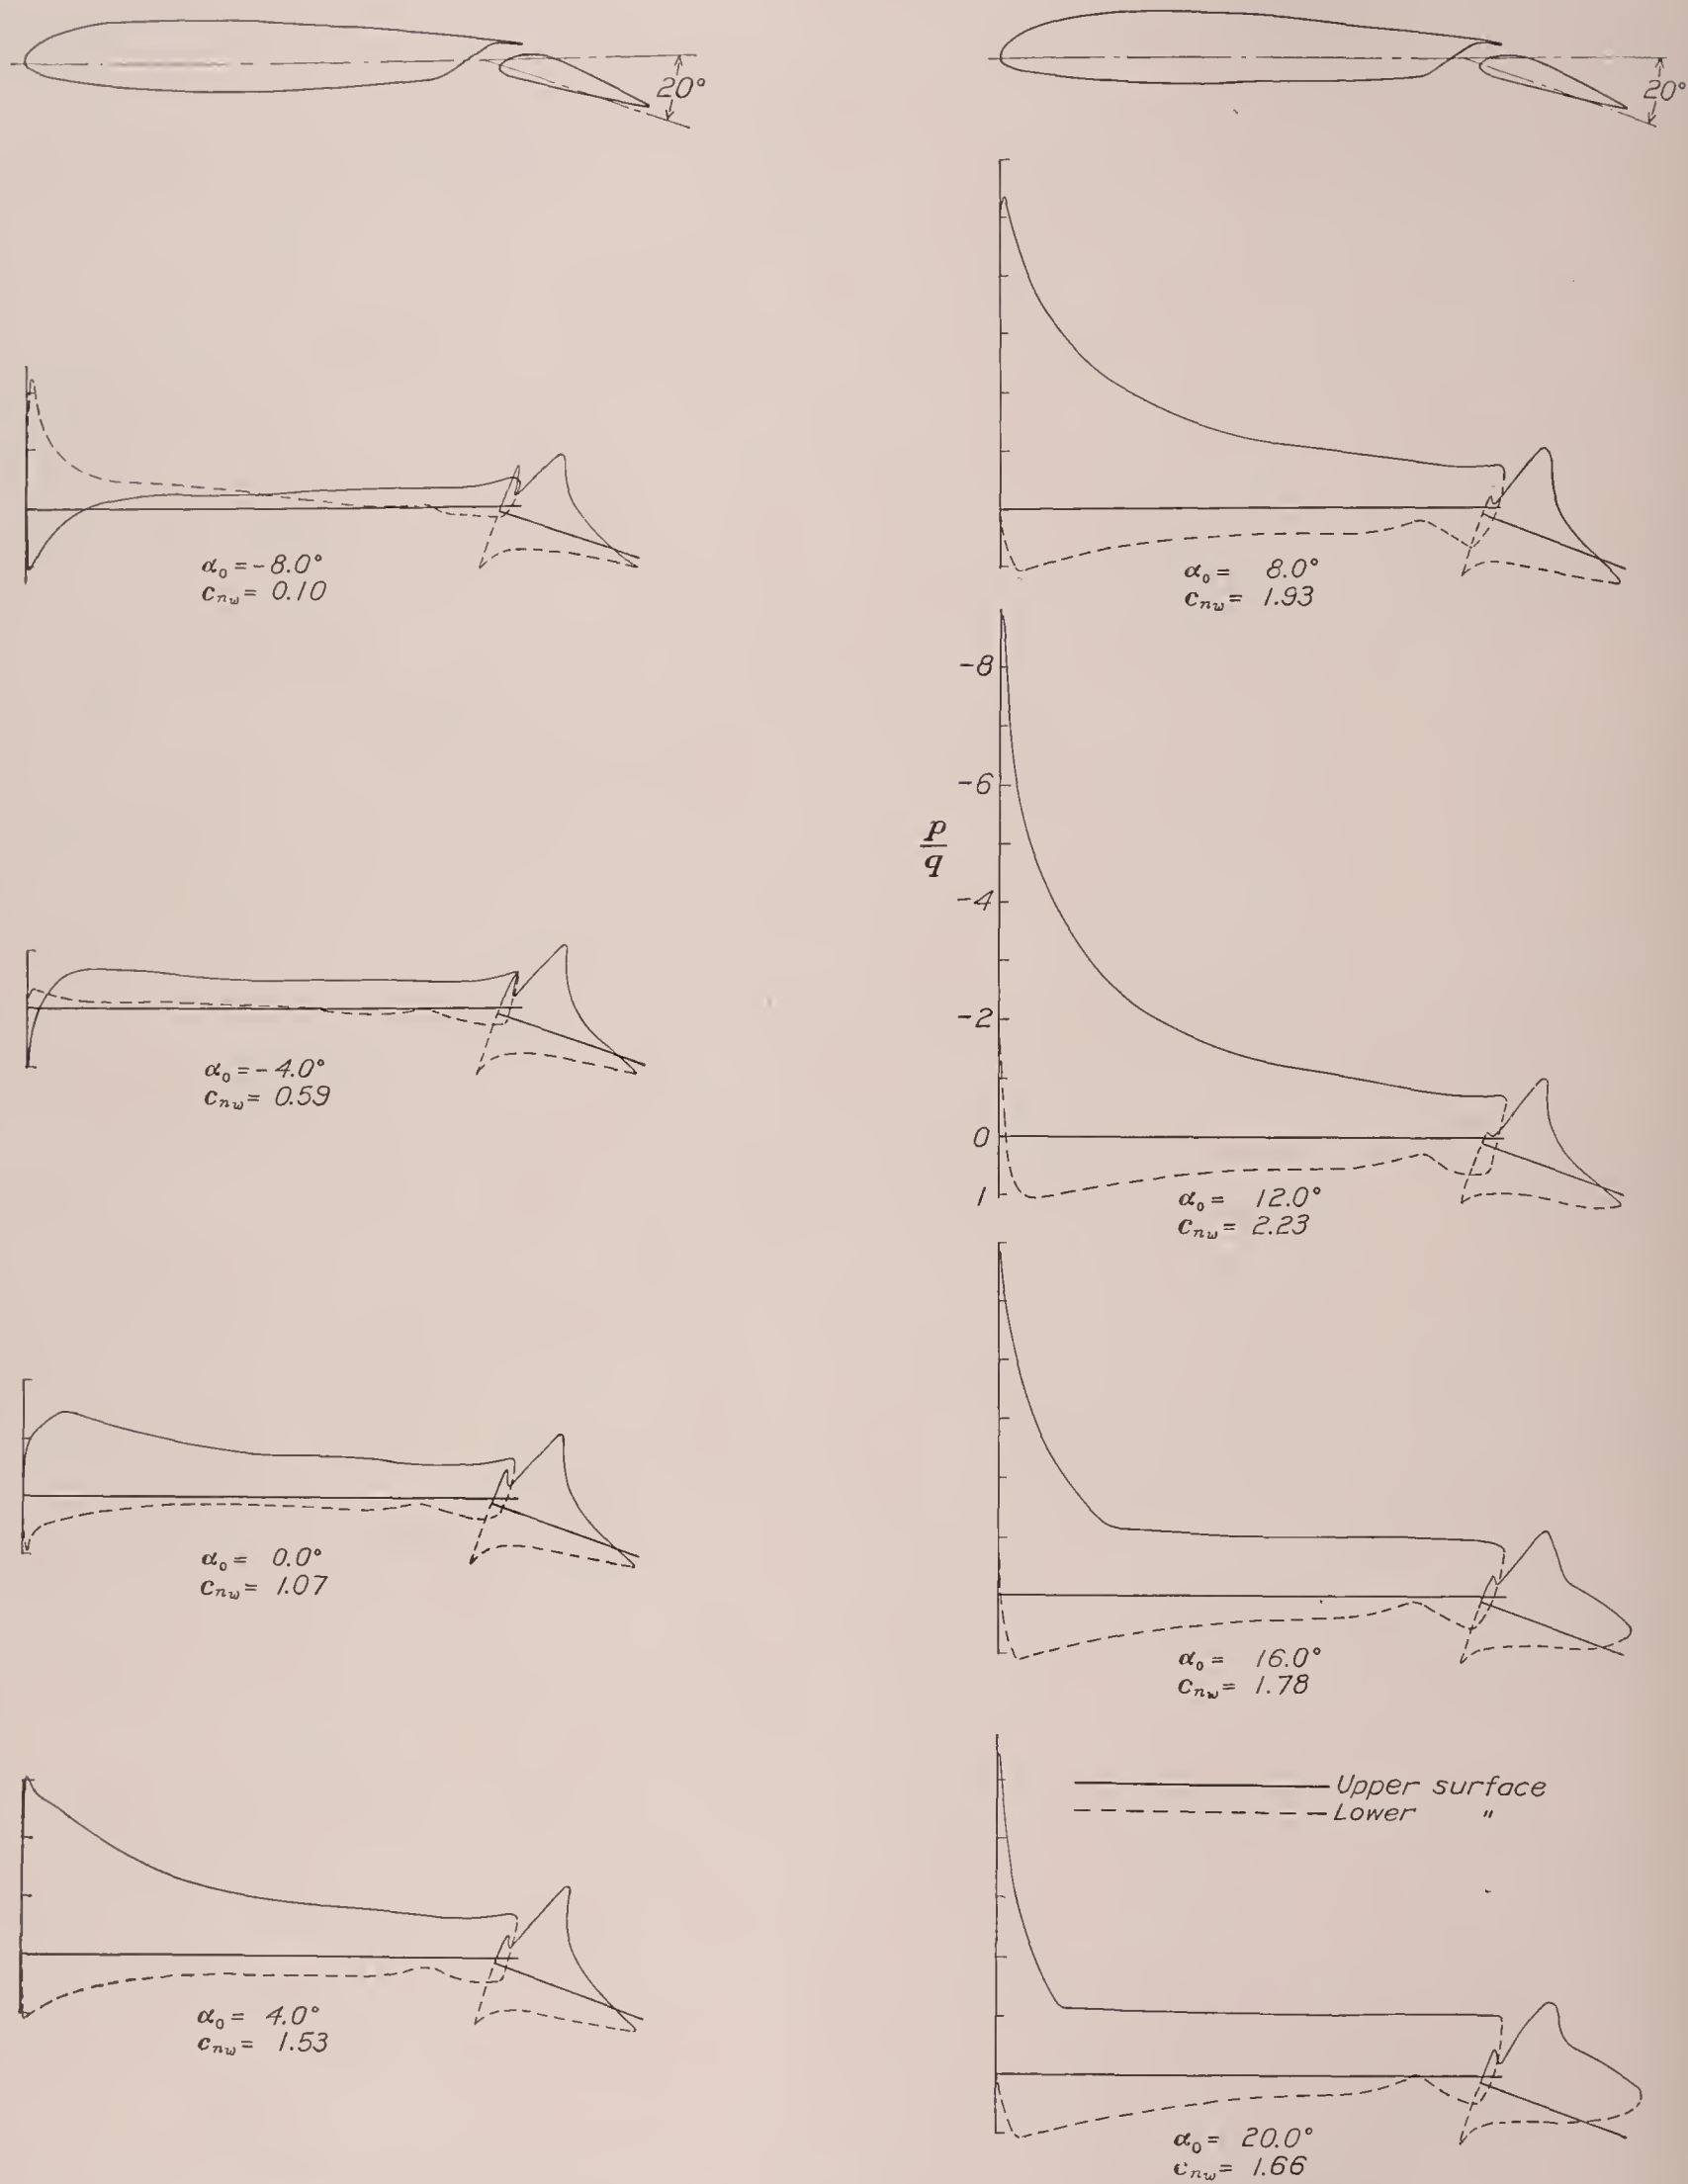 20°
20°
α₀ = -8.0°
cₙw = 0.10
α₀ = -4.0°
cₙw = 0.59
α₀ = 0.0°
cₙw = 1.07
α₀ = 4.0°
cₙw = 1.53
α₀ = 8.0°
cₙw = 1.93
-8
-6
p
q
-4
-2
0
1
α₀ = 12.0°
cₙw = 2.23
α₀ = 16.0°
cₙw = 1.78
Upper surface
Lower "
α₀ = 20.0°
cₙw = 1.66